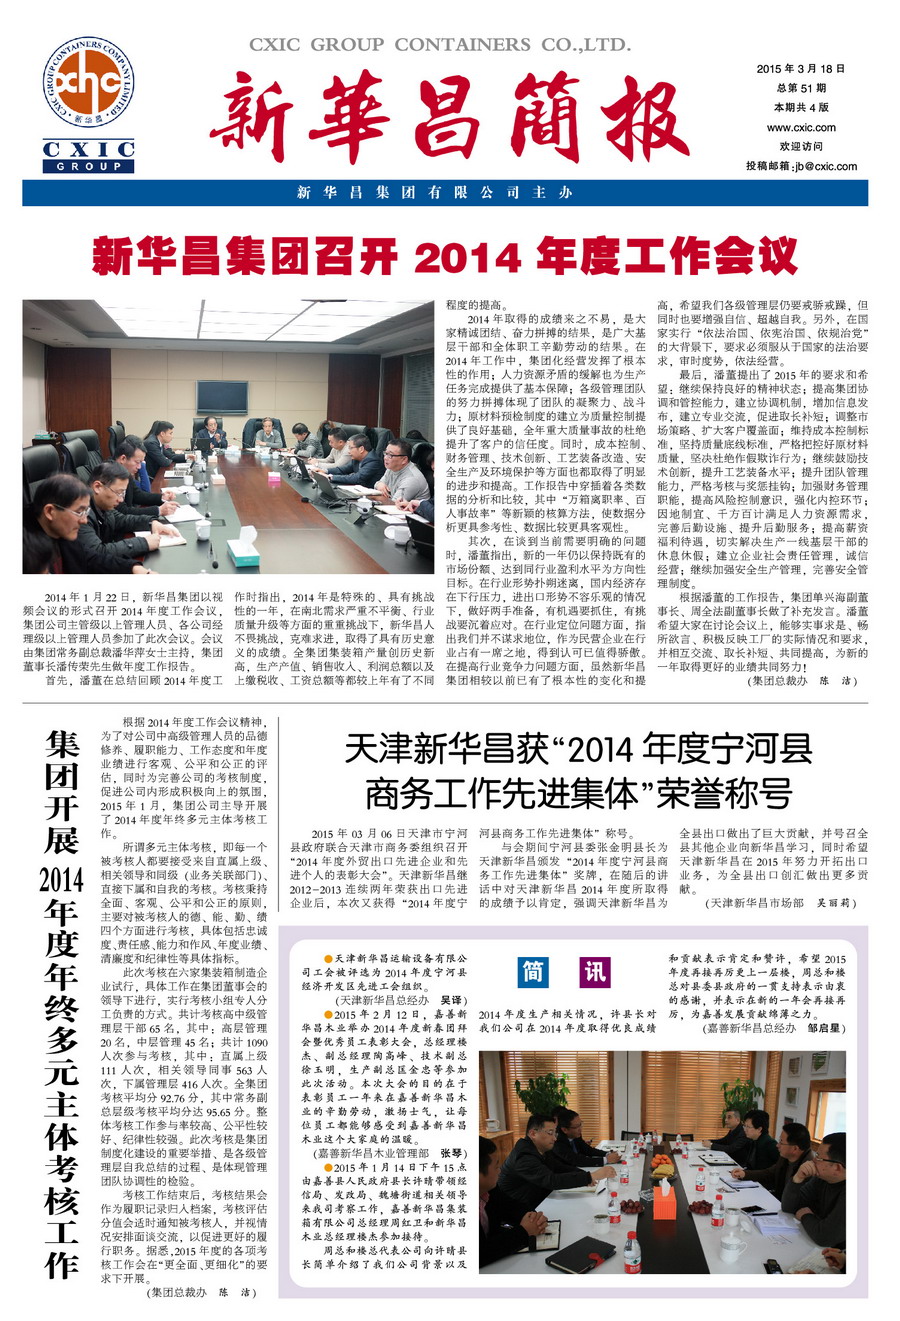 CXIC GROUP CONTAINERS CO.,LTD.
CXIC GROUP CONTAINERS COMPANY LIMITED
xhc
新华昌
CXIC
GROUP
新華昌簡报
2015 年 3 月 18 日
总第 51 期
本期共 4 版
www.cxic.com
欢迎访问
投稿邮箱:jb@cxic.com
新华昌集团有限公司主办
新华昌集团召开 2014 年度工作会议
2014 年 1 月 22 日，新华昌集团以视
频会议的形式召开 2014 年度工作会议，
集团公司主管级以上管理人员、各公司经
理级以上管理人员参加了此次会议。会议
由集团常务副总裁潘华萍女士主持，集团
董事长潘传荣先生做年度工作报告。
首先，潘董在总结回顾 2014 年度工
作时指出，2014 年是特殊的、具有挑战
性的一年，在南北需求严重不平衡、行业
质量升级等方面的重重挑战下，新华昌人
不畏挑战，克难求进，取得了具有历史意
义的成绩。全集团集装箱产量创历史新
高，生产产值、销售收入、利润总额以及
上缴税收、工资总额等都较上年有了不同
程度的提高。
2014 年取得的成绩来之不易，是大
家精诚团结、奋力拼搏的结果，是广大基
层干部和全体职工辛勤劳动的结果。在
2014 年工作中，集团化经营发挥了根本
性的作用；人力资源矛盾的缓解也为生产
任务完成提供了基本保障；各级管理团队
的努力拼搏体现了团队的凝聚力、战斗
力；原材料预检制度的建立为质量控制提
供了良好基础，全年重大质量事故的杜绝
提升了客户的信任度。同时，成本控制、
财务管理、技术创新、工艺装备改造、安
全生产及环境保护等方面也都取得了明显
的进步和提高。工作报告中穿插着各类数
据的分析和比较，其中“万箱离职率、百
人事故率”等新颖的核算方法，使数据分
析更具参考性、数据比较更具客观性。
其次，在谈到当前需要明确的问题
时，潘董指出，新的一年仍以保持既有的
市场份额、达到同行业盈利水平为方向性
目标。在行业形势扑朔迷离，国内经济存
在下行压力，进出口形势不容乐观的情况
下，做好两手准备，有机遇要抓住，有挑
战要沉着应对。在行业定位问题方面，指
出我们并不谋求地位，作为民营企业在行
业占有一席之地，得到认可已值得骄傲。
在提高行业竞争力问题方面，虽然新华昌
集团相较以前已有了根本性的变化和提
高，希望我们各级管理层仍要戒骄戒躁，但
同时也要增强自信、超越自我。另外，在国
家实行“依法治国、依宪治国、依规治党”
的大背景下，要求必须服从于国家的法治要
求，审时度势，依法经营。
最后，潘董提出了 2015 年的要求和希
望：继续保持良好的精神状态；提高集团协
调和管控能力，建立协调机制，增加信息发
布，建立专业交流，促进取长补短；调整市
场策略、扩大客户覆盖面；维持成本控制标
准，坚持质量底线标准，严格把控好原材料
质量，坚决杜绝作假欺诈行为；继续鼓励技
术创新，提升工艺装备水平；提升团队管理
能力，严格考核与奖惩挂钩；加强财务管理
职能，提高风险控制意识，强化内控环节；
因地制宜、千方百计满足人力资源需求，
完善后勤设施、提升后勤服务；提高薪资
福利待遇，切实解决生产一线基层干部的
休息休假；建立企业社会责任管理，诚信
经营；继续加强安全生产管理，完善安全管
理制度。
根据潘董的工作报告，集团单兴海副董
事长、周全法副董事长做了补充发言。潘董
希望大家在讨论会议上，能够实事求是、畅
所欲言、积极反映工厂的实际情况和要求，
并相互交流、取长补短、共同提高，为新的
一年取得更好的业绩共同努力！
（集团总裁办 陈 洁）
集团开展2014年度年终多元主体考核工作
根据 2014 年度工作会议精神，
为了对公司中高级管理人员的品德
修养、履职能力、工作态度和年度
业绩进行客观、公平和公正的评
估，同时为完善公司的考核制度，
促进公司内形成积极向上的氛围，
2015 年 1 月，集团公司主导开展
了 2014 年度年终多元主体考核工
作。
所谓多元主体考核，即每一个
被考核人都要接受来自直属上级、
相关领导和同级（业务关联部门）、
直接下属和自我的考核。考核秉持
全面、客观、公平和公正的原则，
主要对被考核人的德、能、勤、绩
四个方面进行考核，具体包括忠诚
度、责任感、能力和作风、年度业绩、
清廉度和纪律性等具体指标。
此次考核在六家集装箱制造企
业试行，具体工作在集团董事会的
领导下进行，实行考核小组专人分
工负责的方式。共计考核高中级管
理层干部 65 名，其中：高层管理
20 名，中层管理 45 名；共计 1090
人次参与考核，其中：直属上级
111 人次，相关领导同事 563 人
次，下属管理层 416 人次。全集团
考核平均分 92.76 分，其中常务副
总层级考核平均分达 95.65 分。整
体考核工作参与率较高、公平性较
好、纪律性较强。此次考核是集团
制度化建设的重要举措、是各级管
理层自我总结的过程、是体现管理
团队协调性的检验。
考核工作结束后，考核结果会
作为履职记录归入档案，考核评估
分值会适时通知被考核人，并视情
况安排面谈交流，以促进更好的履
行职务。据悉，2015 年度的各项考
核工作会在“更全面、更细化”的要
求下开展。
（集团总裁办 陈 洁）
天津新华昌获“2014 年度宁河县
商务工作先进集体”荣誉称号
2015 年 03 月 06 日天津市宁河
县政府联合天津市商务委组织召开
“2014 年度外贸出口先进企业和先
进个人的表彰大会”。天津新华昌继
2012-2013 连续两年荣获出口先进
企业后，本次又获得“2014 年度宁
河县商务工作先进集体”称号。
与会期间宁河县委张金明县长为
天津新华昌颁发“2014 年度宁河县商
务工作先进集体”奖牌，在随后的讲
话中对天津新华昌 2014 年度所取得
的成绩予以肯定，强调天津新华昌为
全县出口做出了巨大贡献，并号召全
县其他企业向新华昌学习，同时希望
天津新华昌在 2015 年努力开拓出口
业务，为全县出口创汇做出更多贡
献。
（天津新华昌市场部 吴丽莉）
简 讯
●天津新华昌运输设备有限公
司工会被评选为 2014 年度宁河县
经济开发区先进工会组织。
（天津新华昌总经办 吴译）
●2015 年 2 月 12 日，嘉善新
华昌木业举办 2014 年度新春团拜
会暨优秀员工表彰大会，总经理楼
杰、副总经理陶高峰、技术副总
徐玉明，生产副总匡金忠等参加
此次活动。本次大会的目的在于
表彰员工一年来在嘉善新华昌木
业的辛勤劳动，激扬士气，让每
位员工都能够感受到嘉善新华昌
木业这个大家庭的温暖。
（嘉善新华昌木业管理部 张琴）
●2015 年 1 月 14 日下午 15 点
由嘉善县人民政府县长许晴带领经
信局、发改局、魏塘街道相关领导
来我司考察工作，嘉善新华昌集装
箱有限公司总经理周红卫和新华昌
木业总经理楼杰参加接待。
周总和楼总代表公司向许晴县
长简单介绍了我们公司背景以及
2014 年度生产相关情况，许县长对
我们公司在 2014 年度取得优良成绩
和贡献表示肯定和赞许，希望 2015
年度再接再厉更上一层楼，周总和楼
总对县委县政府的一贯支持表示由衷
的感谢，并表示在新的一年会再接再
厉，为嘉善发展贡献绵薄之力。
（嘉善新华昌总经办 邹启星）